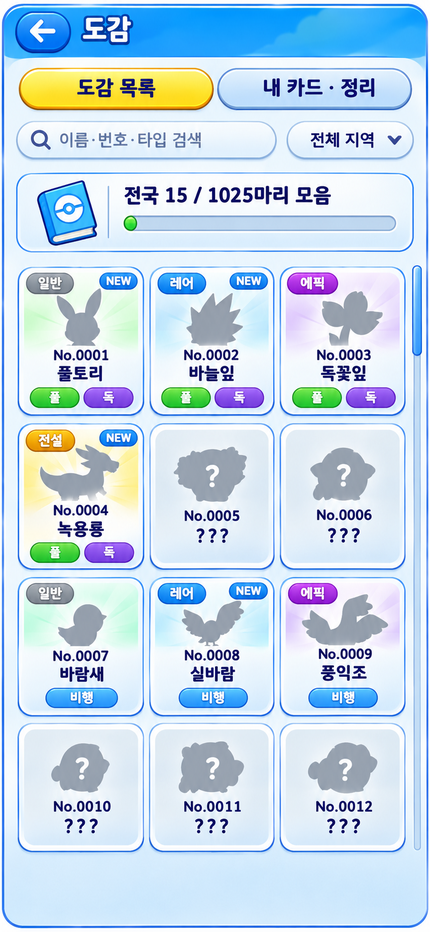 도감
도감 목록
내 카드 · 정리
이름·번호·타입 검색
전체 지역
전국 15 / 1025마리 모음
일반 NEW
No.0001
풀토리
풀 독
레어 NEW
No.0002
바늘잎
풀 독
에픽
No.0003
독꽃잎
풀 독
전설 NEW
No.0004
녹용룡
풀 독
?
No.0005
???
?
No.0006
???
일반
No.0007
바람새
비행
레어 NEW
No.0008
실바람
비행
에픽
No.0009
풍익조
비행
?
No.0010
???
?
No.0011
???
?
No.0012
???